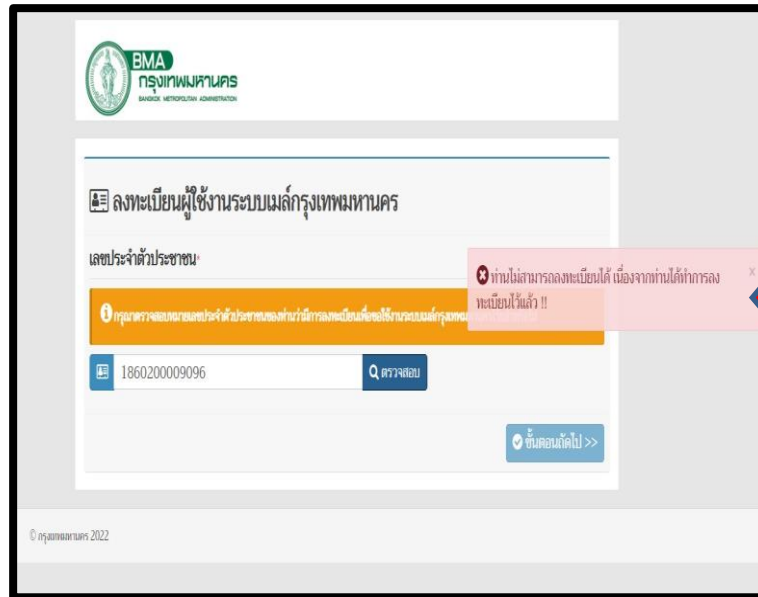 BMA
กรุงเทพมหานคร
BANGKOK METROPOLITAN ADMINISTRATION
ลงทะเบียนผู้ใช้งานระบบเมล์กรุงเทพมหานคร
เลขประจำตัวประชาชน*
ท่านไม่สามารถลงทะเบียนได้ เนื่องจากท่านได้ทำการลง
ทะเบียนไว้แล้ว !!
x
กรุณาตรวจสอบหมายเลขประจำตัวประชาชนของท่านว่ามีการลงทะเบียนเพื่อขอใช้งานระบบเมล์กรุงเทพ
1860200009096
ตรวจสอบ
ขั้นตอนถัดไป >>
© กรุงเทพมหานคร 2022